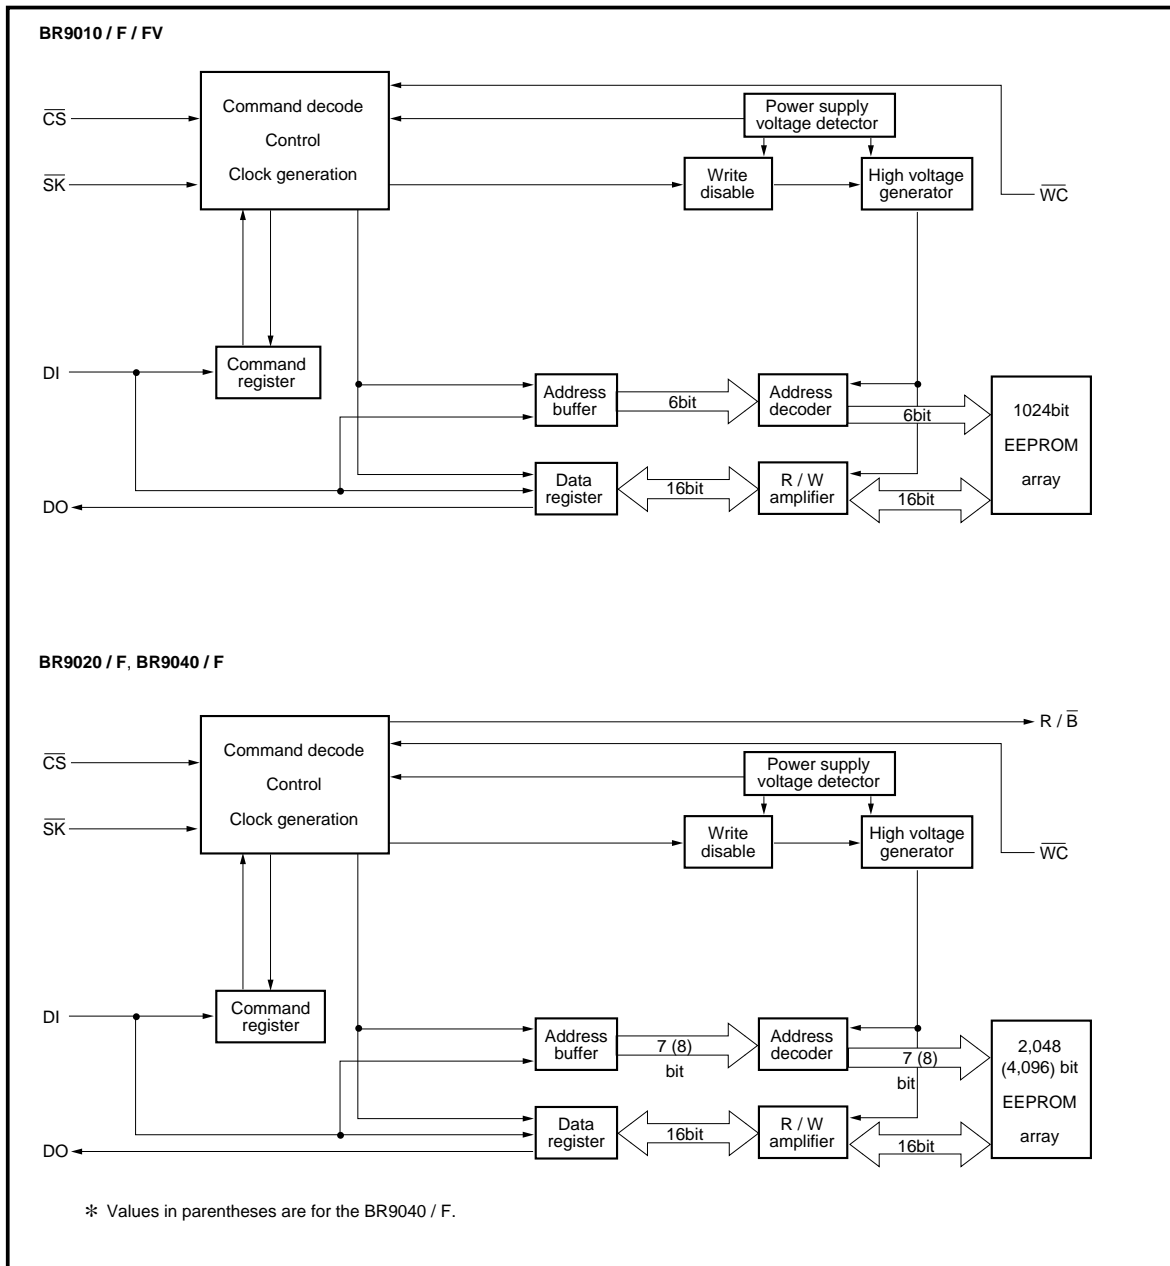 BR9010 / F / FV
Command decode
Control
Clock generation
Power supply
voltage detector
CS
SK
Write
disable
High voltage
generator
WC
DI
Command
register
Address
buffer
6bit
Address
decoder
6bit
1024bit
EEPROM
array
Data
register
16bit
R / W
amplifier
16bit
DO
BR9020 / F, BR9040 / F
R / B
Command decode
Control
Clock generation
Power supply
voltage detector
CS
SK
Write
disable
High voltage
generator
WC
DI
Command
register
Address
buffer
7 (8)
bit
Address
decoder
7 (8)
bit
2,048
(4,096) bit
EEPROM
array
Data
register
16bit
R / W
amplifier
16bit
DO
* Values in parentheses are for the BR9040 / F.